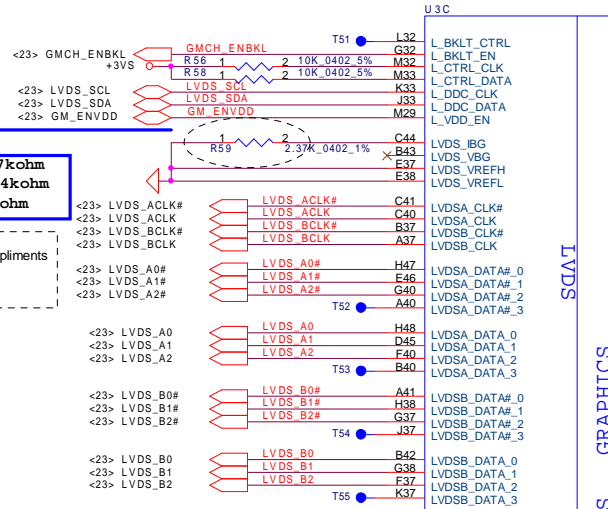 U3C
T51 L32 L_BKLT_CTRL
<23> GMCH_ENBKL GMCH_ENBKL G32 L_BKLT_EN
+3VS R56 1 2 10K_0402_5% M32 L_CTRL_CLK
R58 1 2 10K_0402_5% M33 L_CTRL_DATA
<23> LVDS_SCL LVDS_SCL K33 L_DDC_CLK
<23> LVDS_SDA LVDS_SDA J33 L_DDC_DATA
<23> GM_ENVDD GM_ENVDD M29 L_VDD_EN
R59 1 2 2.37K_0402_1% C44 LVDS_IBG
B43 LVDS_VBG
E37 LVDS_VREFH
E38 LVDS_VREFL
7kohm
4kohm
ohm
<23> LVDS_ACLK# LVDS_ACLK# C41 LVDSA_CLK#
<23> LVDS_ACLK LVDS_ACLK C40 LVDSA_CLK
<23> LVDS_BCLK# LVDS_BCLK# B37 LVDSB_CLK#
<23> LVDS_BCLK LVDS_BCLK A37 LVDSB_CLK
pliments
<23> LVDS_A0# LVDS_A0# H47 LVDSA_DATA#_0
<23> LVDS_A1# LVDS_A1# E46 LVDSA_DATA#_1
<23> LVDS_A2# LVDS_A2# G40 LVDSA_DATA#_2
T52 A40 LVDSA_DATA#_3
<23> LVDS_A0 LVDS_A0 H48 LVDSA_DATA_0
<23> LVDS_A1 LVDS_A1 D45 LVDSA_DATA_1
<23> LVDS_A2 LVDS_A2 F40 LVDSA_DATA_2
T53 B40 LVDSA_DATA_3
<23> LVDS_B0# LVDS_B0# A41 LVDSB_DATA#_0
<23> LVDS_B1# LVDS_B1# H38 LVDSB_DATA#_1
<23> LVDS_B2# LVDS_B2# G37 LVDSB_DATA#_2
T54 J37 LVDSB_DATA#_3
<23> LVDS_B0 LVDS_B0 B42 LVDSB_DATA_0
<23> LVDS_B1 LVDS_B1 G38 LVDSB_DATA_1
<23> LVDS_B2 LVDS_B2 F37 LVDSB_DATA_2
T55 K37 LVDSB_DATA_3
LVDS
GRAPHICS